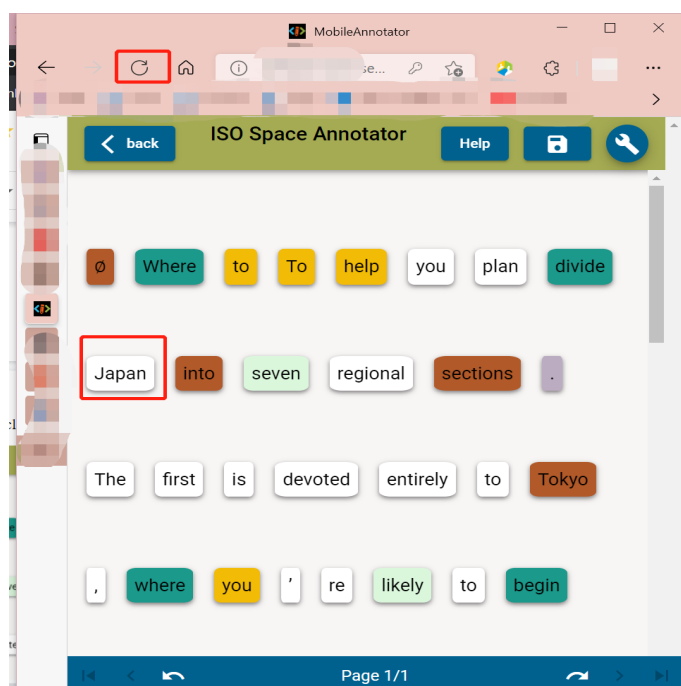 MobileAnnotator
se...
back
ISO Space Annotator
Help
Ø Where to To help you plan divide
Japan into seven regional sections .
The first is devoted entirely to Tokyo
, where you ’ re likely to begin
Page 1/1